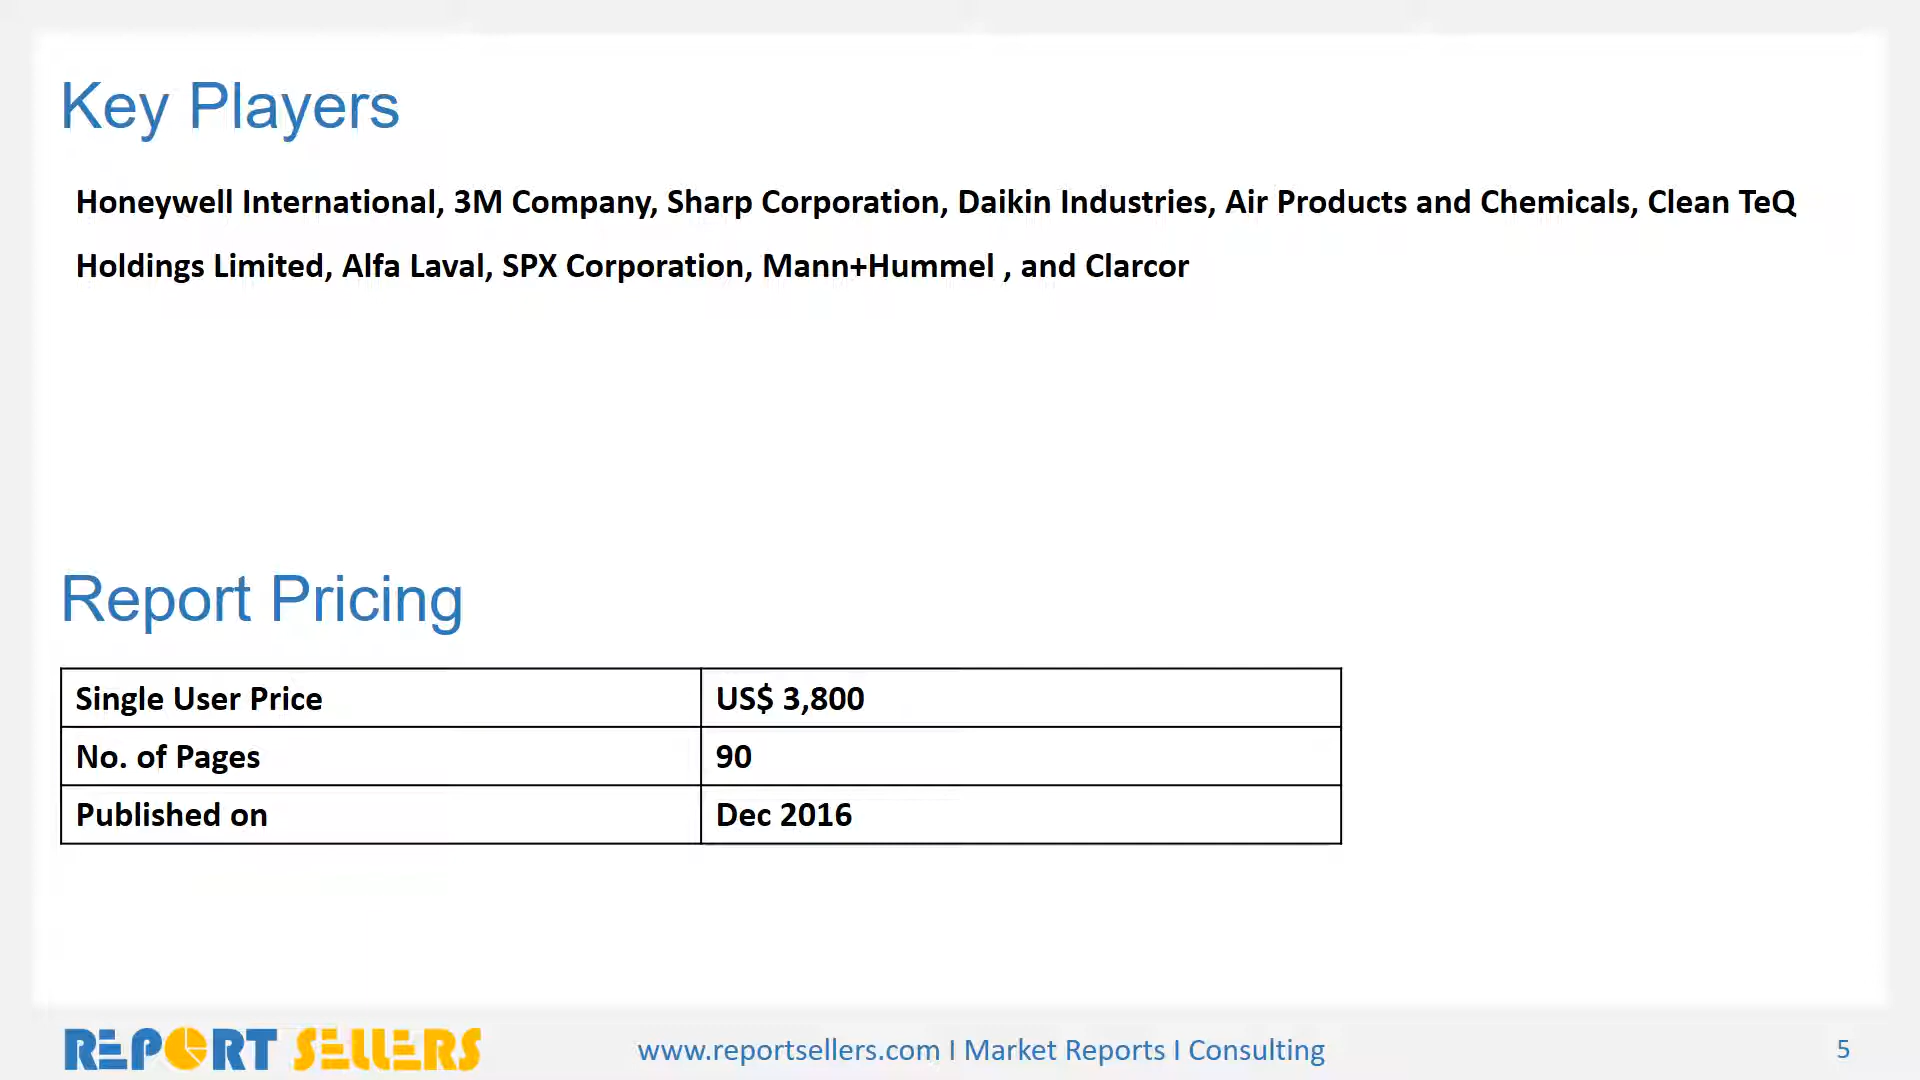 Key Players
Honeywell International, 3M Company, Sharp Corporation, Daikin Industries, Air Products and Chemicals, Clean TeQ
Holdings Limited, Alfa Laval, SPX Corporation, Mann+Hummel , and Clarcor
Report Pricing
Single User Price US$ 3,800
No. of Pages 90
Published on Dec 2016
REPORT SELLERS www.reportsellers.com I Market Reports I Consulting 5